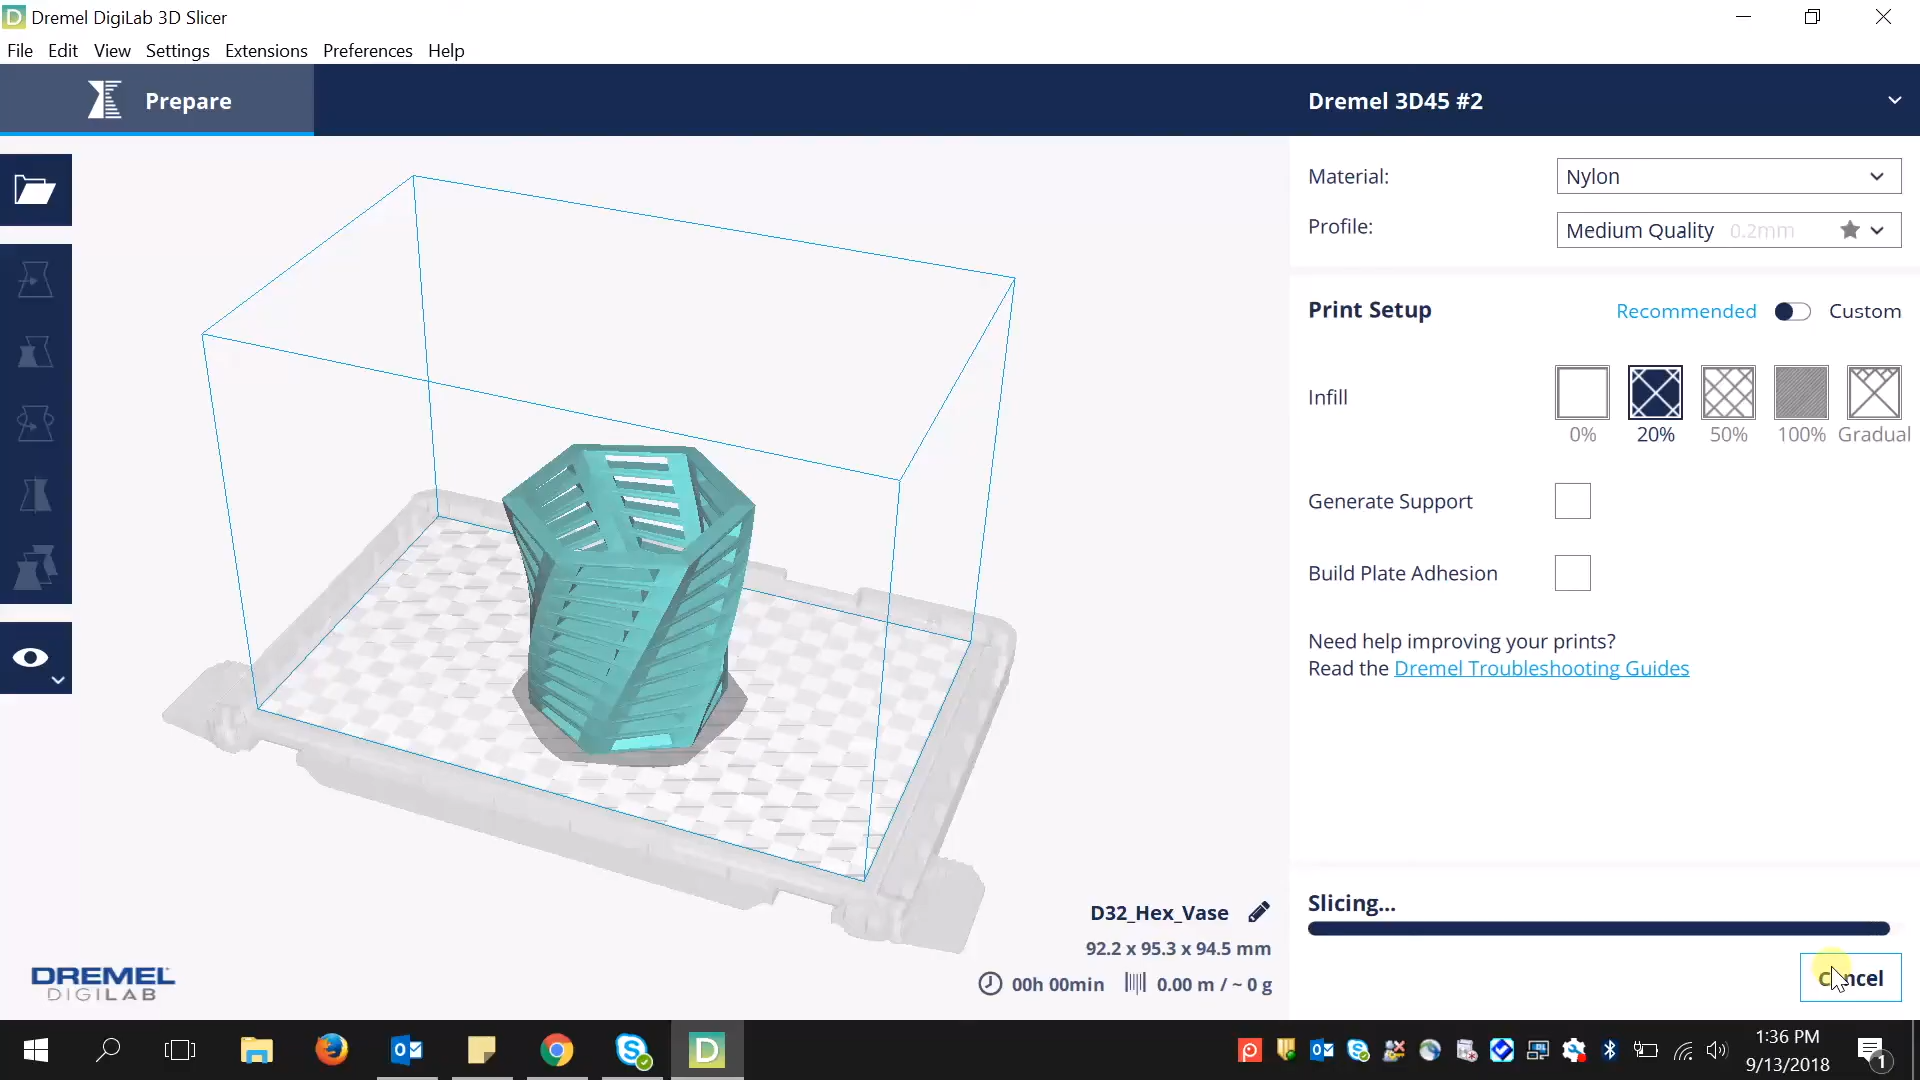 Dremel DigiLab 3D Slicer
File Edit View Settings Extensions Preferences Help
Prepare
Dremel 3D45 #2
Material:
Nylon
Profile:
Medium Quality 0.2mm
Print Setup
Recommended
Custom
Infill
0%
20%
50%
100%
Gradual
Generate Support
Build Plate Adhesion
Need help improving your prints?
Read the Dremel Troubleshooting Guides
D32_Hex_Vase
92.2 x 95.3 x 94.5 mm
00h 00min
0.00 m / ~ 0 g
Slicing...
Cancel
DREMEL
DIGILAB
1:36 PM
9/13/2018
1